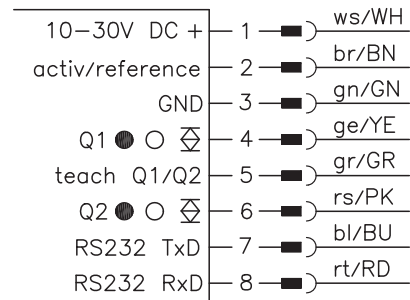 10-30V DC + 1 ws/WH
activ/reference 2 br/BN
GND 3 gn/GN
Q1 4 ge/YE
teach Q1/Q2 5 gr/GR
Q2 6 rs/PK
RS232 TxD 7 bl/BU
RS232 RxD 8 rt/RD